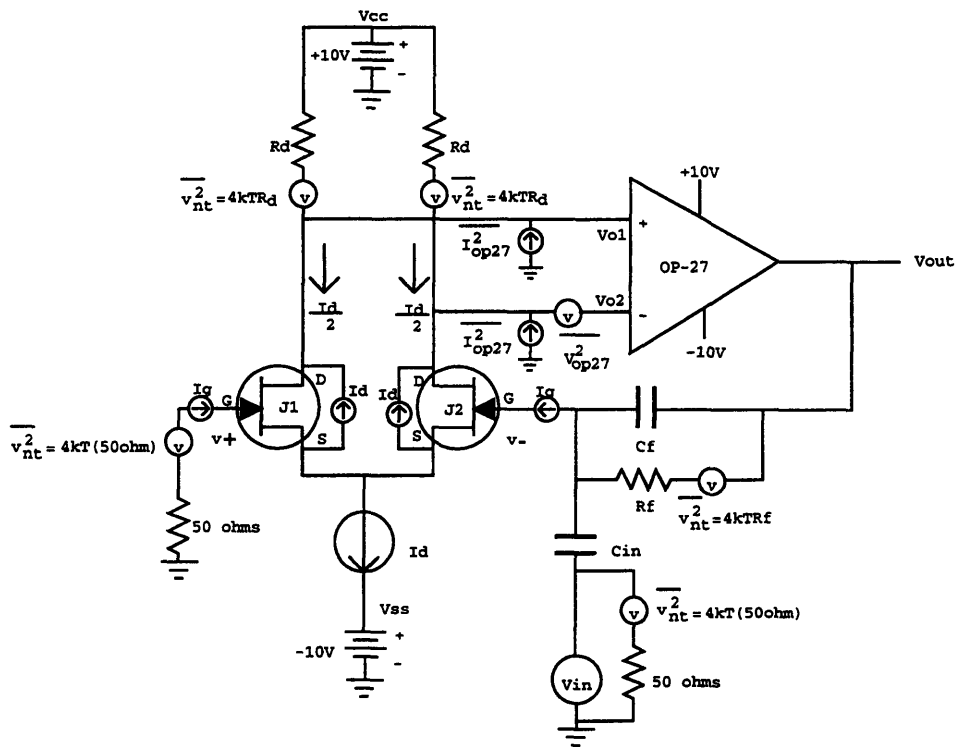 Vcc
+10V
+
-
Rd
Rd
v
v
v²nt=4kTRd
v²nt=4kTRd
+10V
I²op27
Vo1
+
OP-27
Vout
Id/2
Id/2
I²op27
v
Vo2
-
V²op27
-10V
Ig
G
D
Id
Id
D
G
Ig
J1
J2
v+
S
S
v-
v²nt=4kT(50ohm)
v
Cf
Rf
v
v²nt=4kTRf
50 ohms
Id
Cin
Vss
-10V
+
-
v
v²nt=4kT(50ohm)
Vin
50 ohms